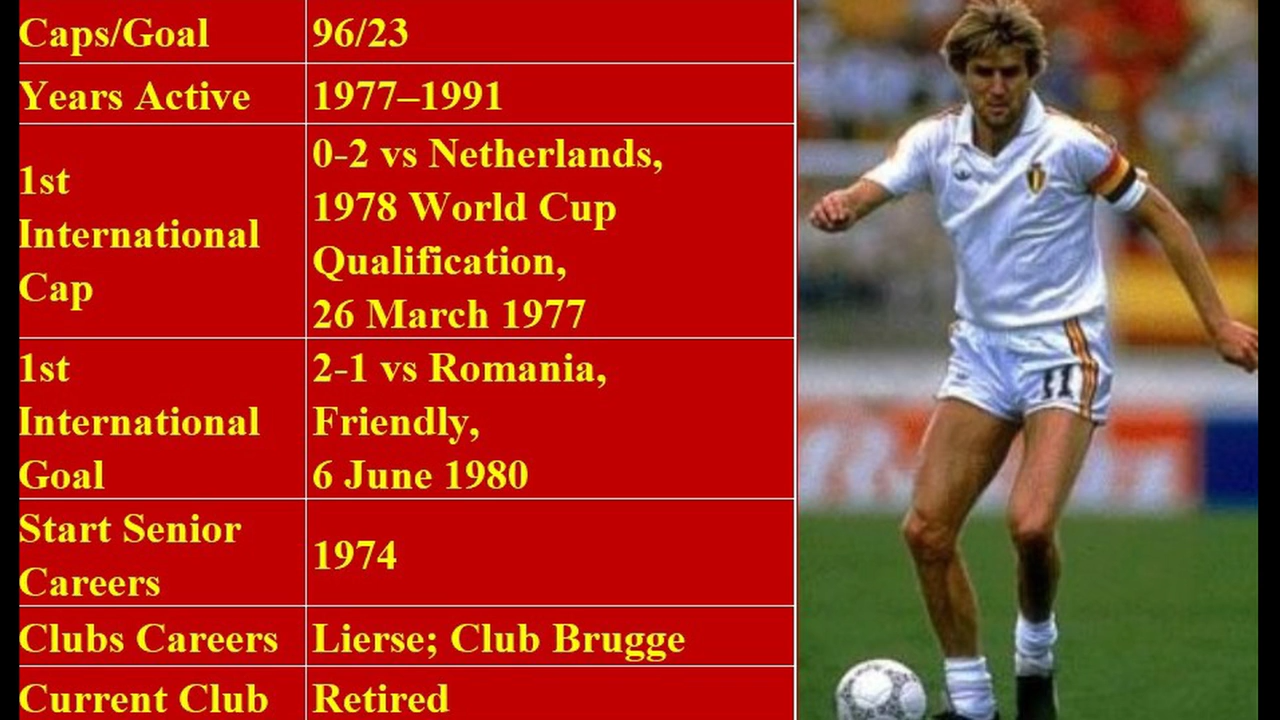 Caps/Goal
96/23
Years Active
1977–1991
1st
International
Cap
0-2 vs Netherlands,
1978 World Cup
Qualification,
26 March 1977
1st
International
Goal
2-1 vs Romania,
Friendly,
6 June 1980
Start Senior
Careers
1974
Clubs Careers
Lierse; Club Brugge
Current Club
Retired
11